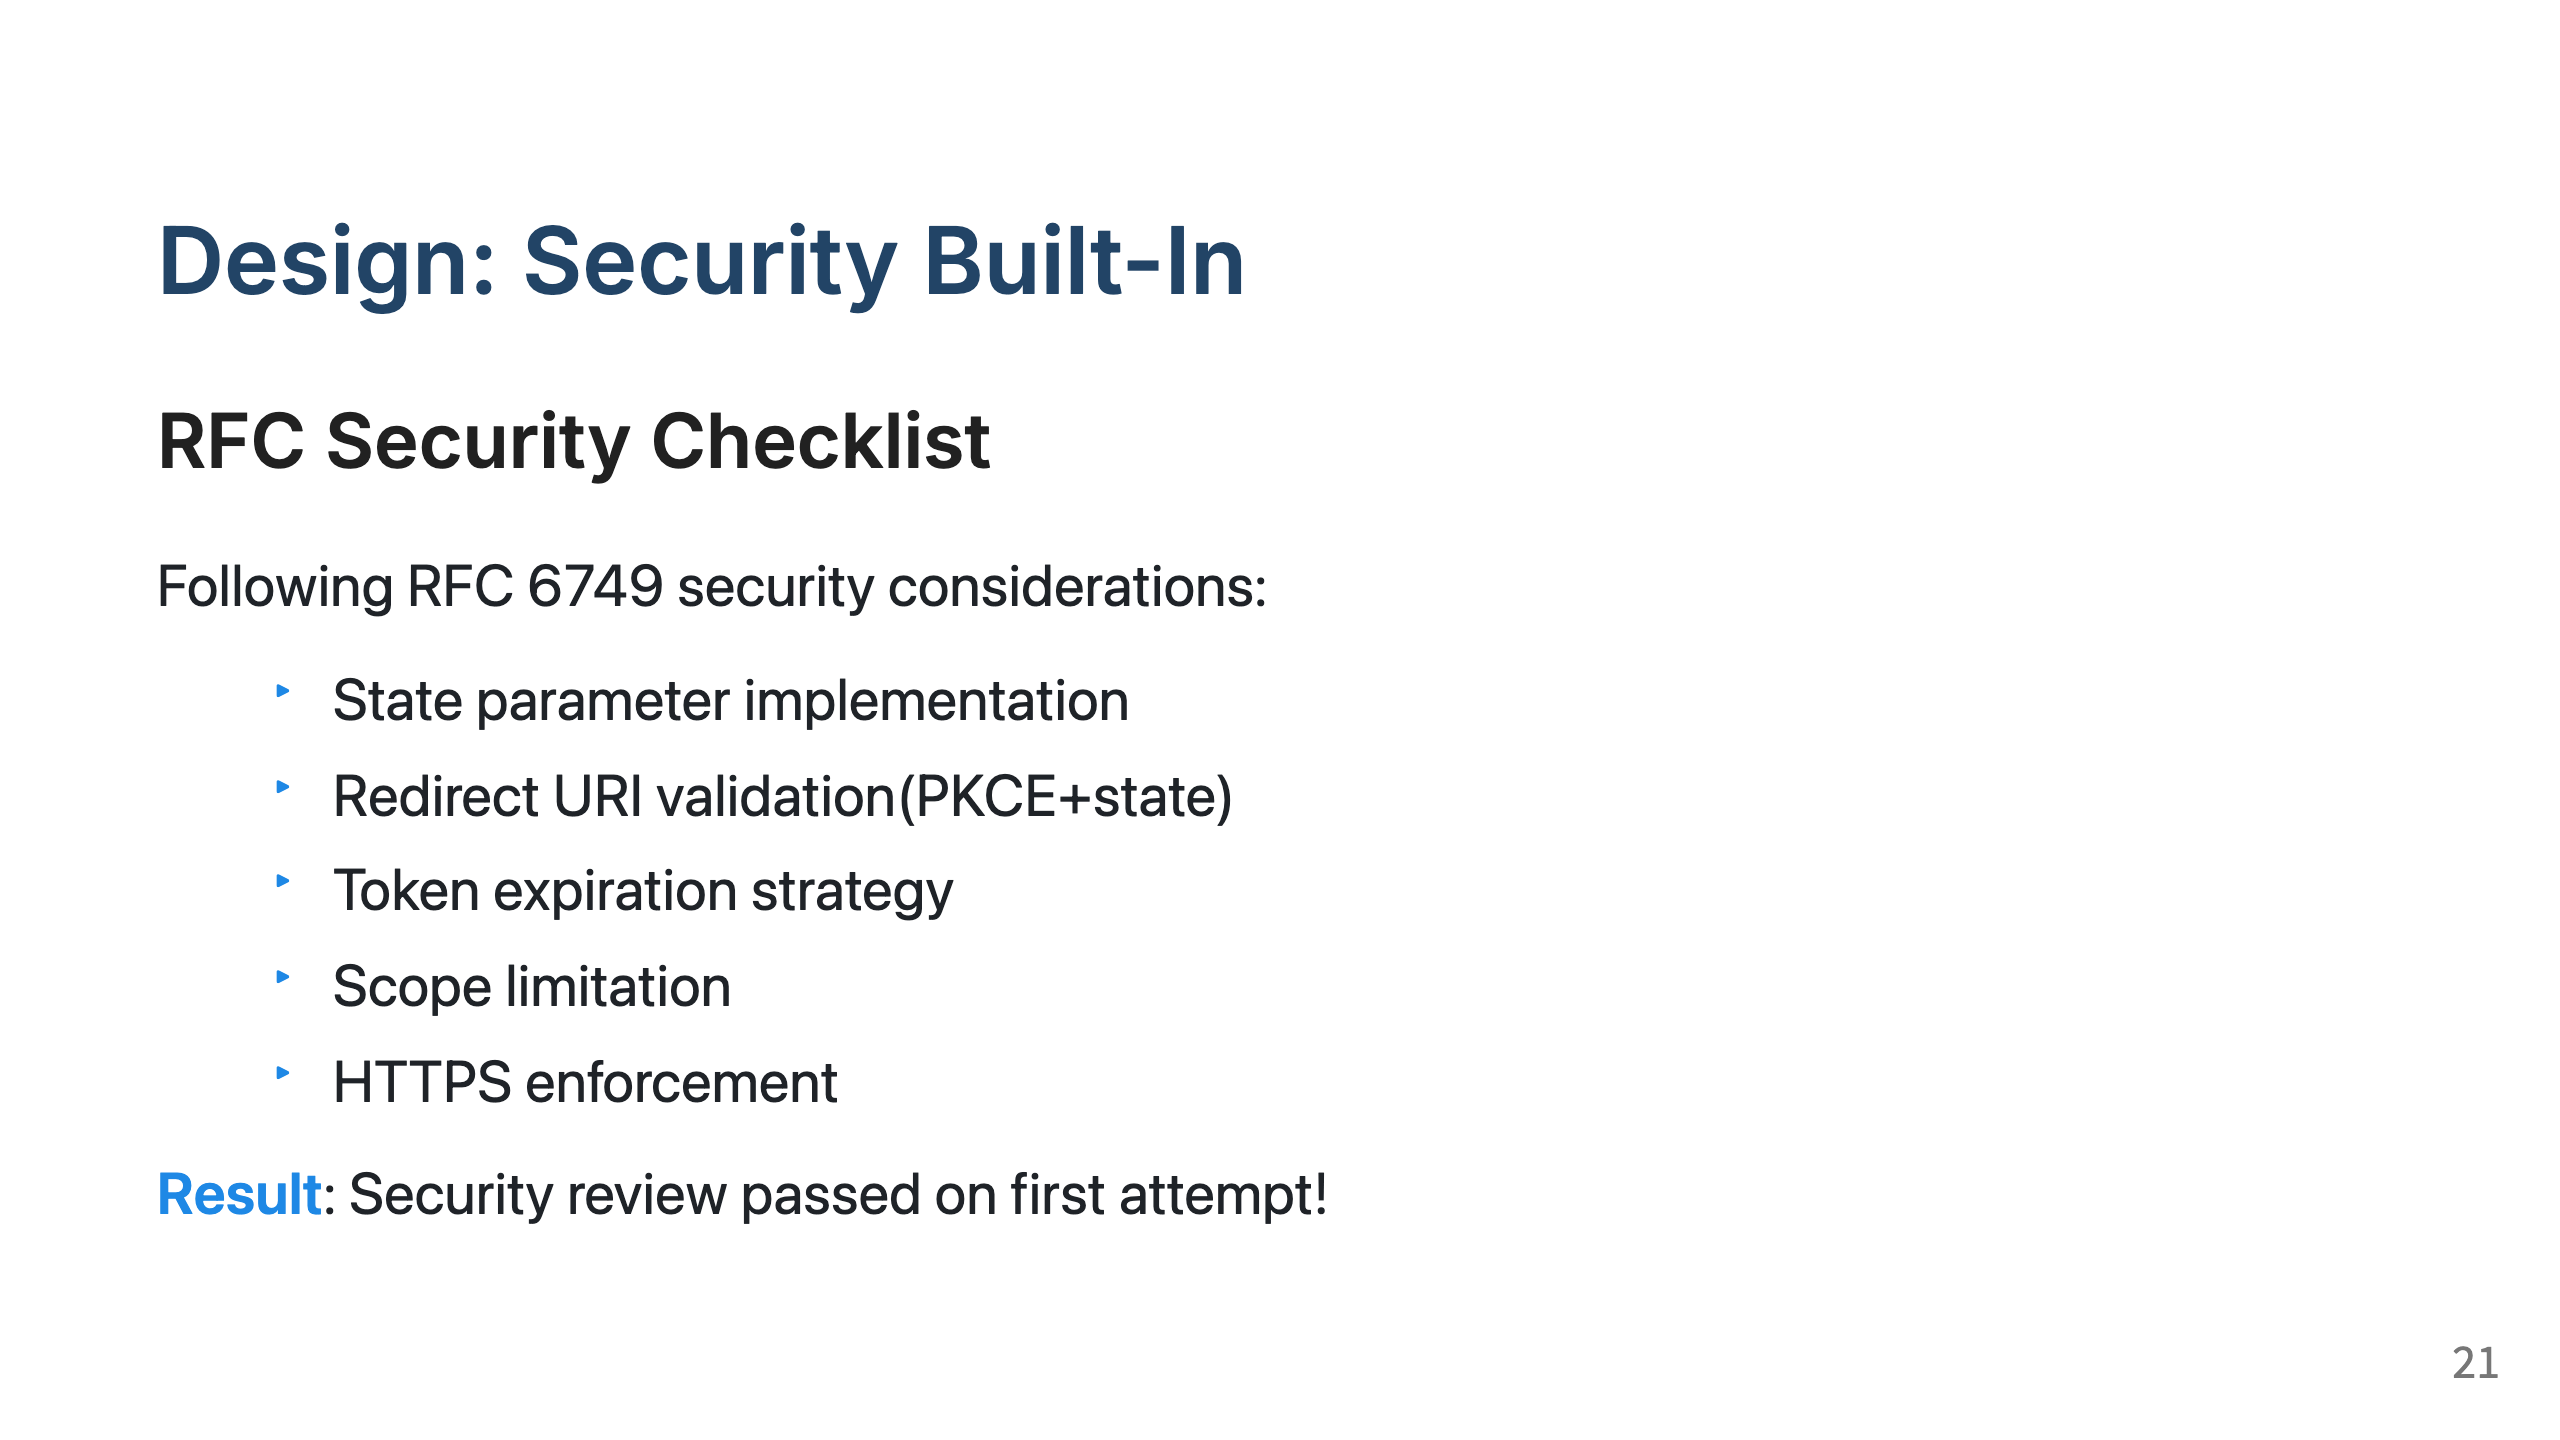 Design: Security Built-In
RFC Security Checklist
Following RFC 6749 security considerations:
‣ State parameter implementation
‣ Redirect URI validation(PKCE+state)
‣ Token expiration strategy
‣ Scope limitation
‣ HTTPS enforcement
Result: Security review passed on first attempt!
21